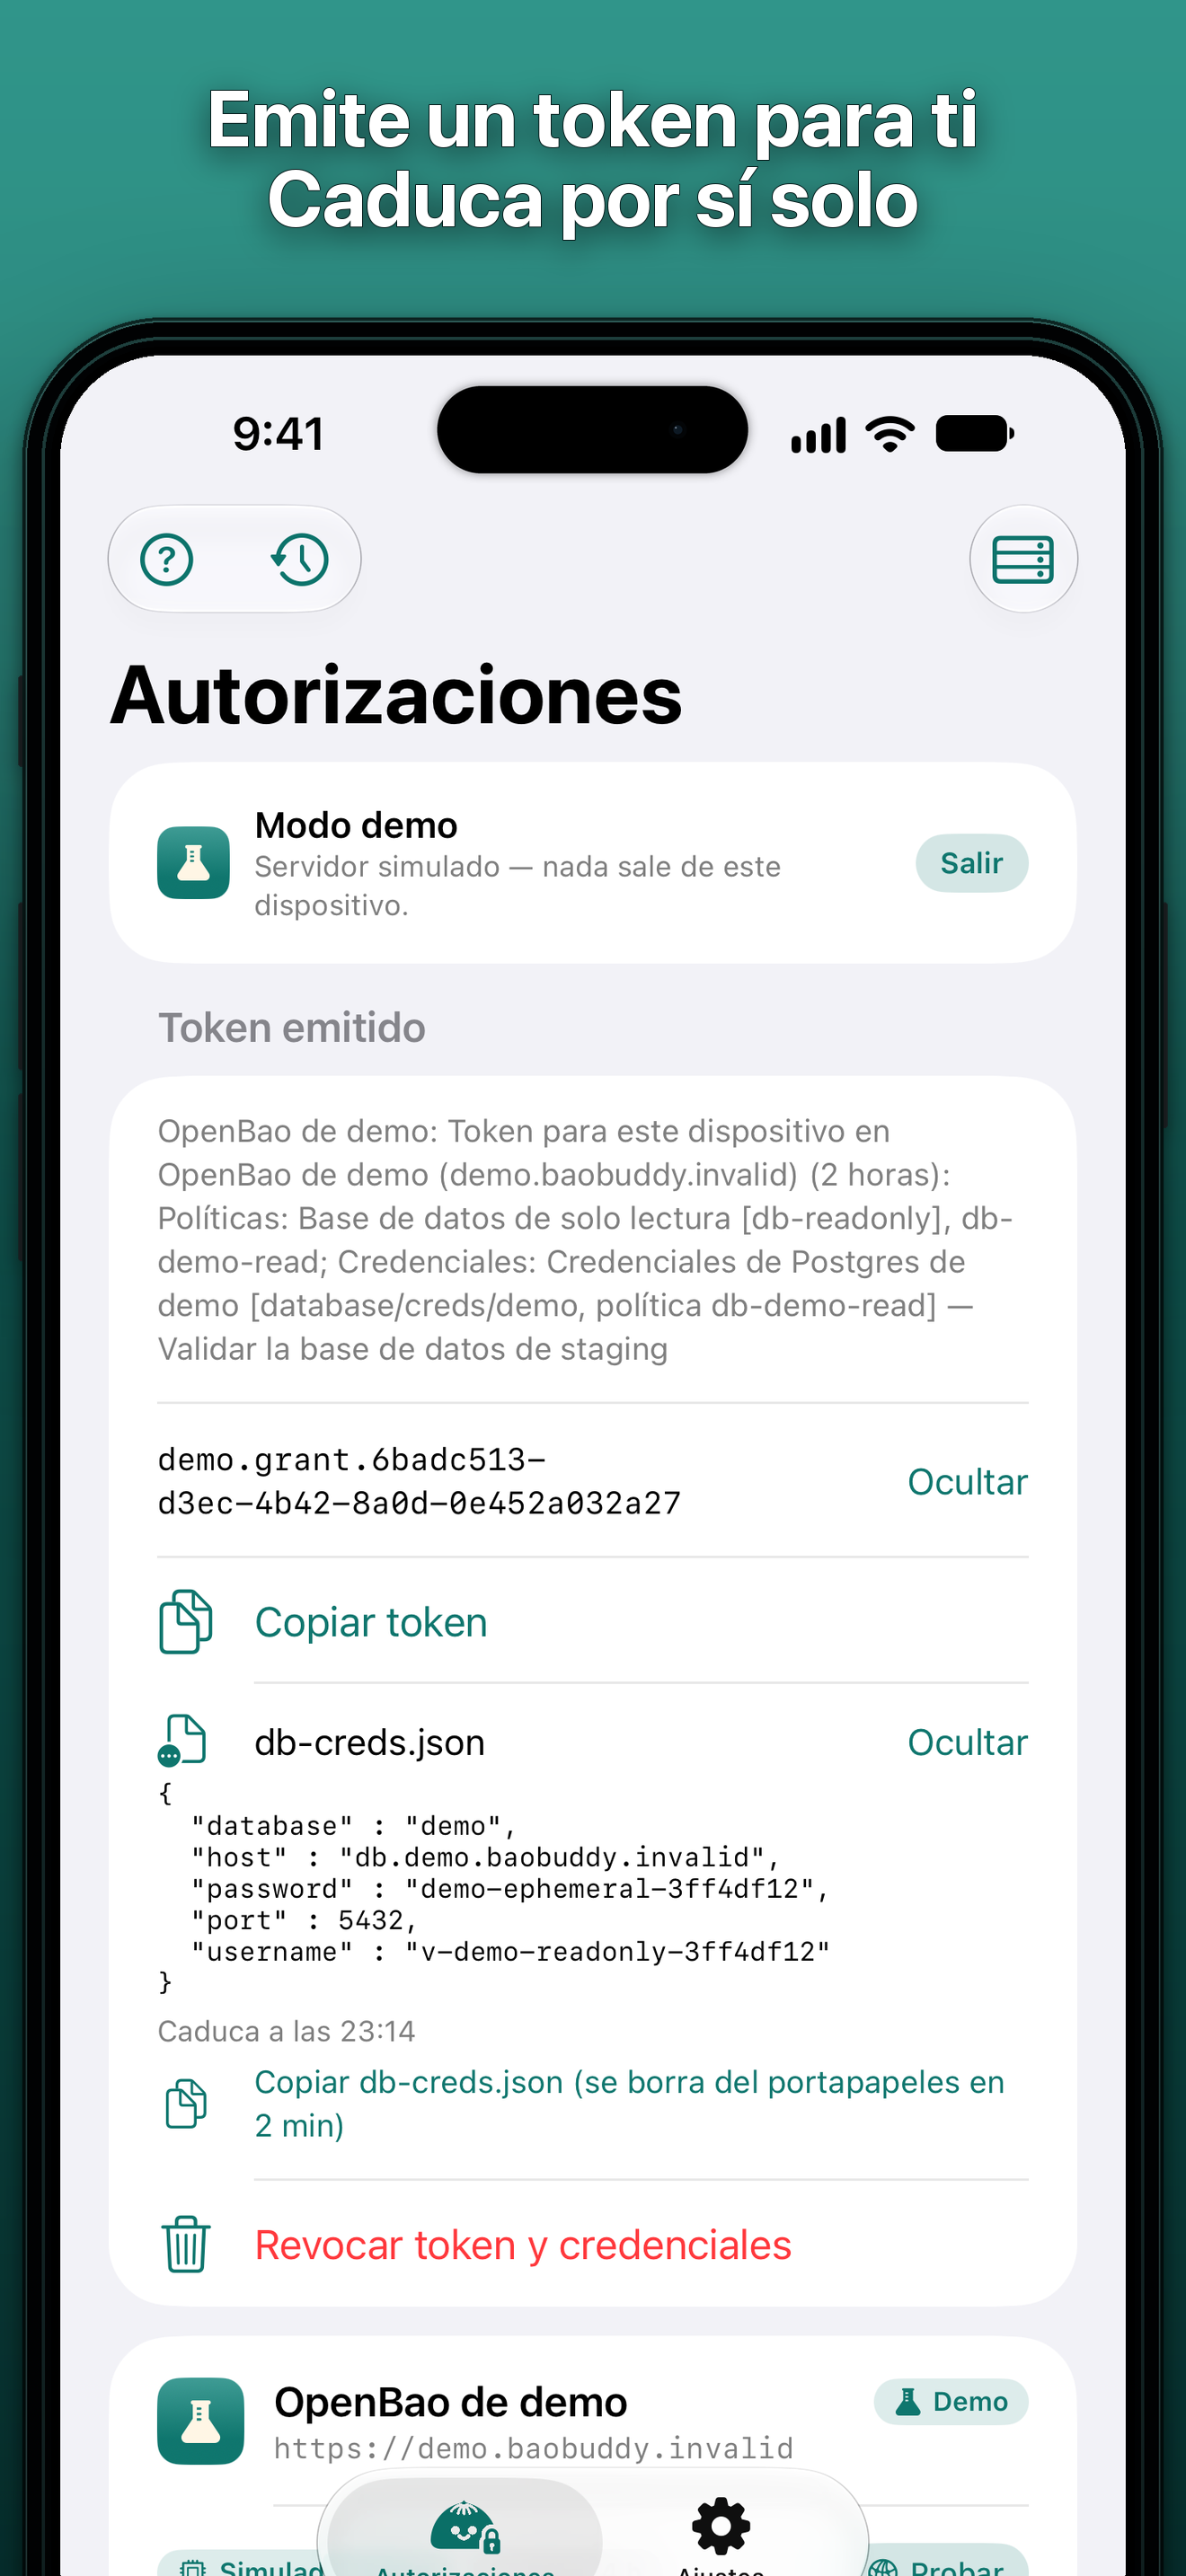 Emite un token para ti
Caduca por sí solo
9:41
Autorizaciones
Modo demo
Servidor simulado — nada sale de este
dispositivo.
Salir
Token emitido
OpenBao de demo: Token para este dispositivo en
OpenBao de demo (demo.baobuddy.invalid) (2 horas):
Políticas: Base de datos de solo lectura [db-readonly], db-
demo-read; Credenciales: Credenciales de Postgres de
demo [database/creds/demo, política db-demo-read] —
Validar la base de datos de staging
demo.grant.6badc513-
d3ec-4b42-8a0d-0e452a032a27
Ocultar
Copiar token
db-creds.json
Ocultar
{
"database" : "demo",
"host" : "db.demo.baobuddy.invalid",
"password" : "demo-ephemeral-3ff4df12",
"port" : 5432,
"username" : "v-demo-readonly-3ff4df12"
}
Caduca a las 23:14
Copiar db-creds.json (se borra del portapapeles en
2 min)
Revocar token y credenciales
OpenBao de demo
Demo
https://demo.baobuddy.invalid
Simulad
Autorizaciones
Ajustes
Probar